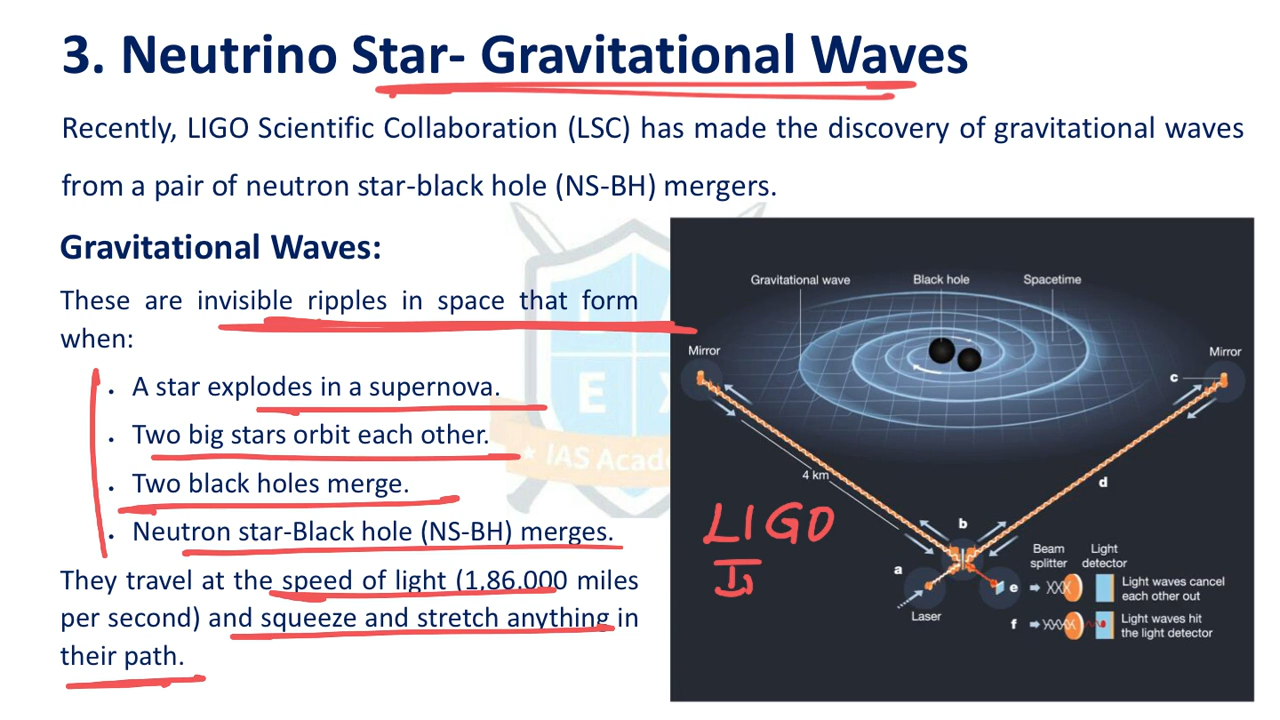 3. Neutrino Star- Gravitational Waves
Recently, LIGO Scientific Collaboration (LSC) has made the discovery of gravitational waves
from a pair of neutron star-black hole (NS-BH) mergers.
Gravitational Waves:
These are invisible ripples in space that form
when:
• A star explodes in a supernova.
• Two big stars orbit each other.
• Two black holes merge.
• Neutron star-Black hole (NS-BH) merges.
They travel at the speed of light (1,86,000 miles
per second) and squeeze and stretch anything in
their path.
E X
★ IAS Acade
Gravitational wave
Black hole
Spacetime
Mirror
Mirror
c
4 km
d
LIGO
b
a
Laser
Beam
splitter
Light
detector
e
Light waves cancel
each other out
f
Light waves hit
the light detector